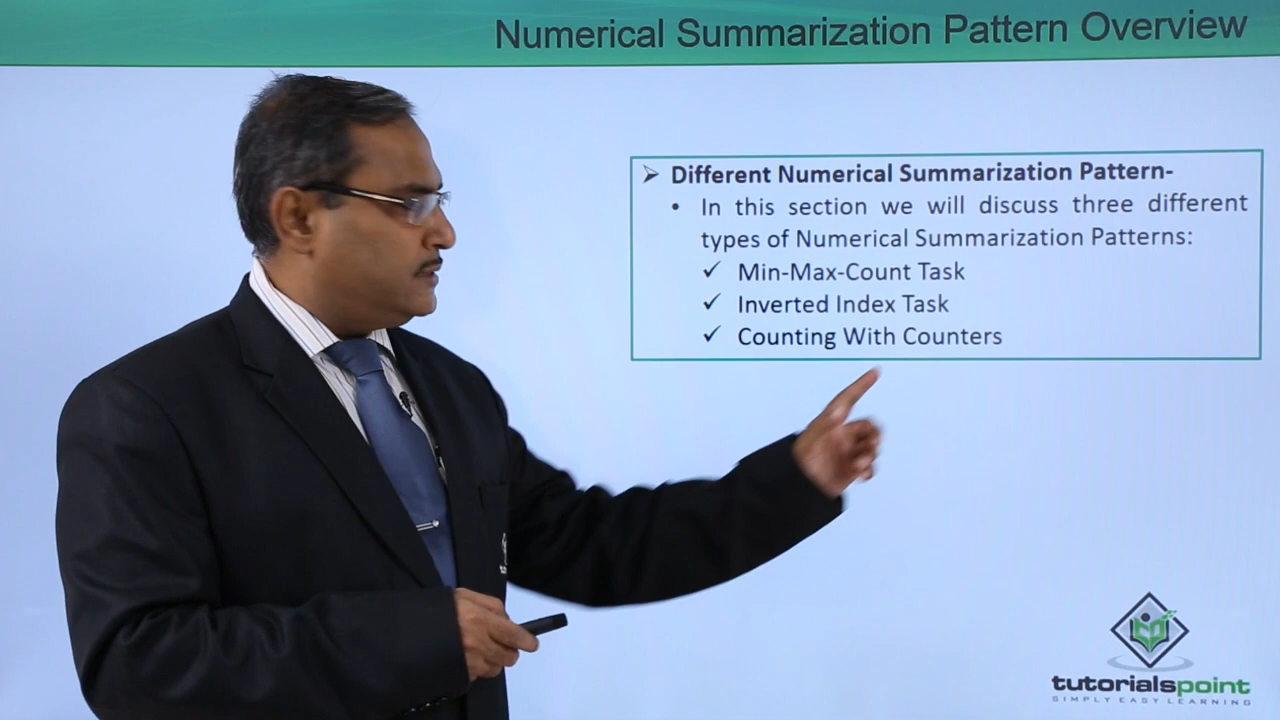 Numerical Summarization Pattern Overview
➢ Different Numerical Summarization Pattern-
• In this section we will discuss three different
types of Numerical Summarization Patterns:
✓ Min-Max-Count Task
✓ Inverted Index Task
✓ Counting With Counters
tutorialspoint
SIMPLY EASY LEARNING